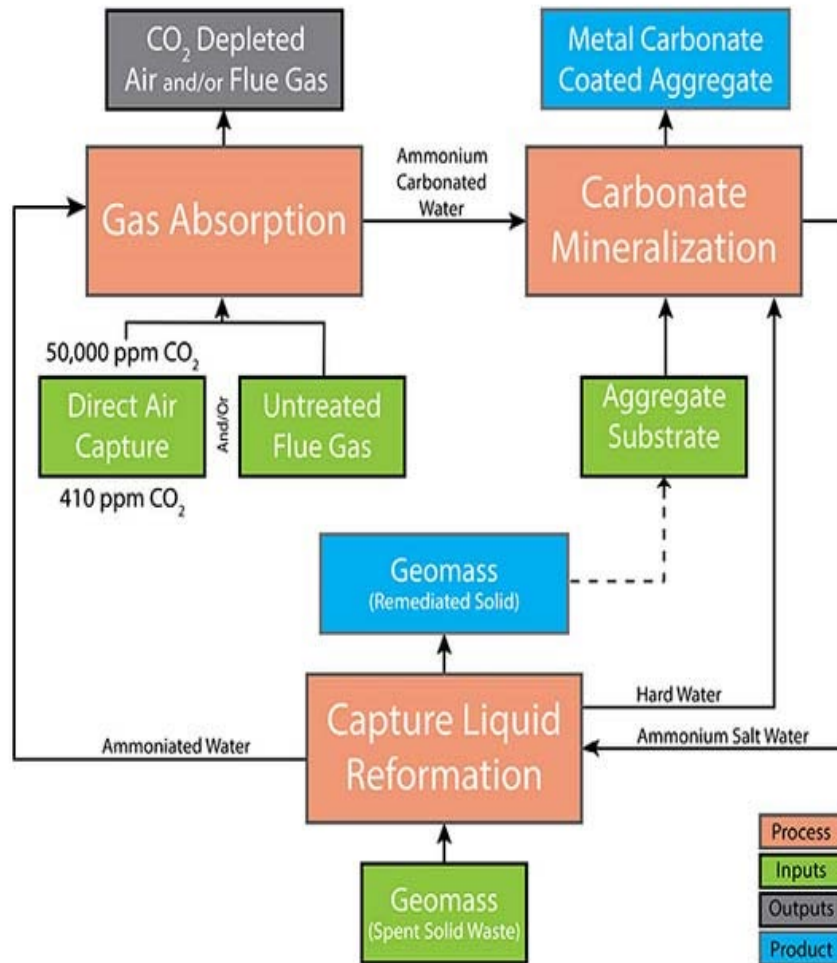 CO2 Depleted
Air and/or Flue Gas
Metal Carbonate
Coated Aggregate
Gas Absorption
Ammonium
Carbonated
Water
Carbonate
Mineralization
50,000 ppm CO2
Direct Air
Capture
And/Or
Untreated
Flue Gas
410 ppm CO2
Aggregate
Substrate
Geomass
(Remediated Solid)
Hard Water
Capture Liquid
Reformation
Ammoniated Water
Ammonium Salt Water
Geomass
(Spent Solid Waste)
Process
Inputs
Outputs
Product